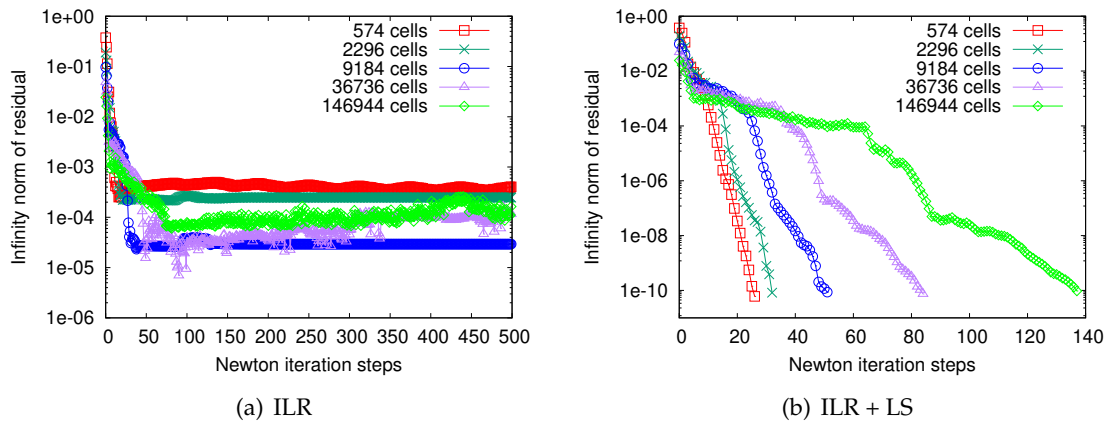 1e+00
1e-01
1e-02
1e-03
1e-04
1e-05
1e-06
Infinity norm of residual
574 cells
2296 cells
9184 cells
36736 cells
146944 cells
0 50 100 150 200 250 300 350 400 450 500
Newton iteration steps
(a) ILR
1e+00
1e-02
1e-04
1e-06
1e-08
1e-10
Infinity norm of residual
574 cells
2296 cells
9184 cells
36736 cells
146944 cells
0 20 40 60 80 100 120 140
Newton iteration steps
(b) ILR + LS